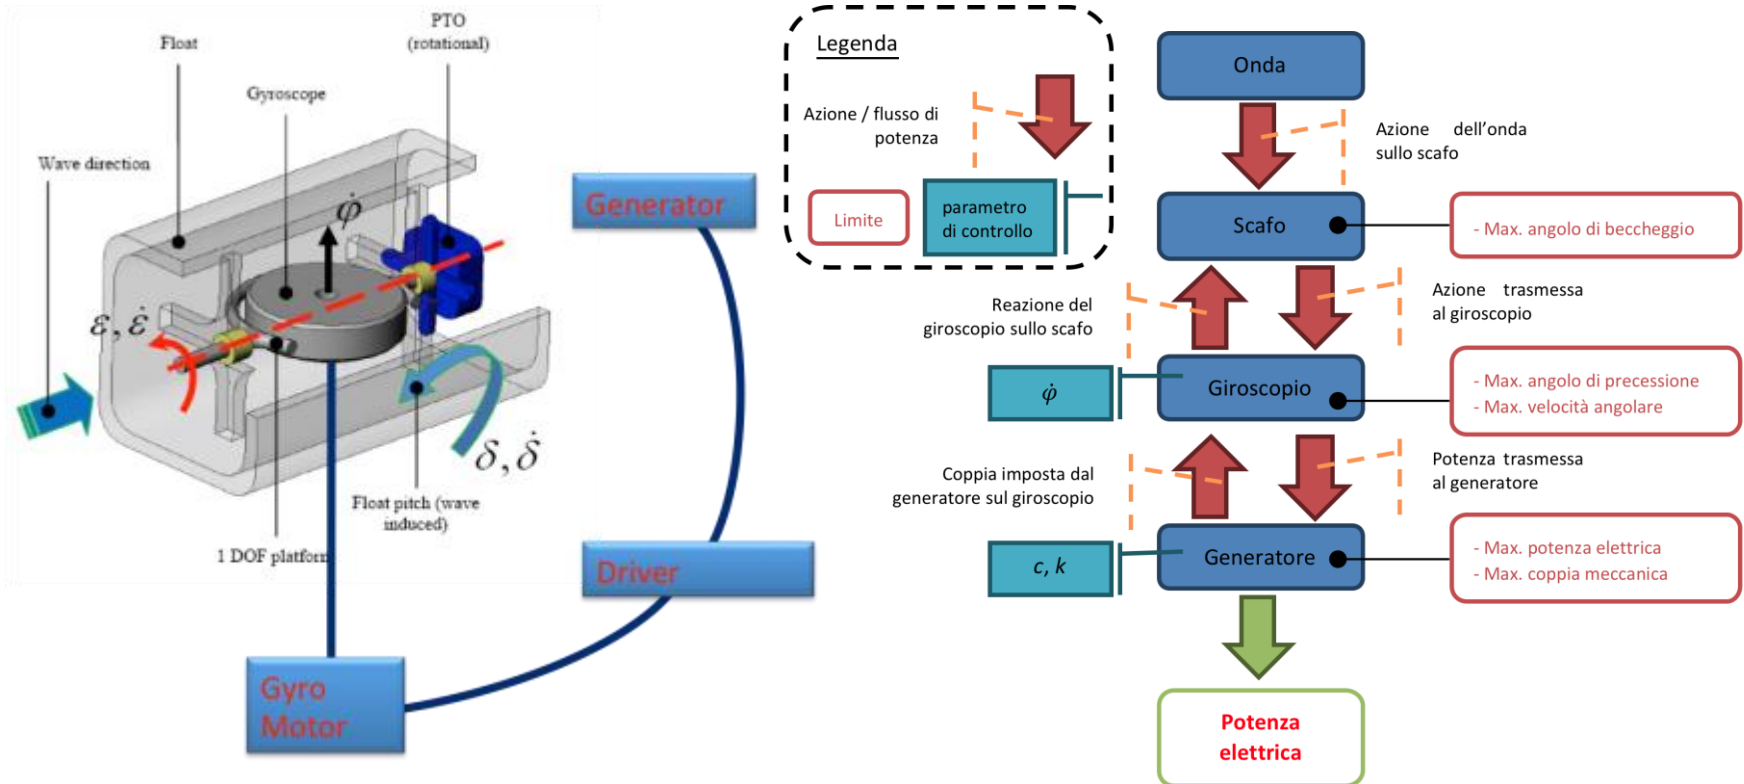 Float
PTO
(rotational)
Gyroscope
Wave direction
φ̇
ε, ε̇
δ, δ̇
Float pitch (wave
induced)
1 DOF platform
Generator
Driver
Gyro
Motor
Legenda
Azione / flusso di
potenza
Limite
parametro
di controllo
Onda
Azione dell'onda
sullo scafo
Scafo
- Max. angolo di beccheggio
Reazione del
giroscopio sullo scafo
Azione trasmessa
al giroscopio
φ̇
Giroscopio
- Max. angolo di precessione
- Max. velocità angolare
Coppia imposta dal
generatore sul giroscopio
Potenza trasmessa
al generatore
c, k
Generatore
- Max. potenza elettrica
- Max. coppia meccanica
Potenza
elettrica